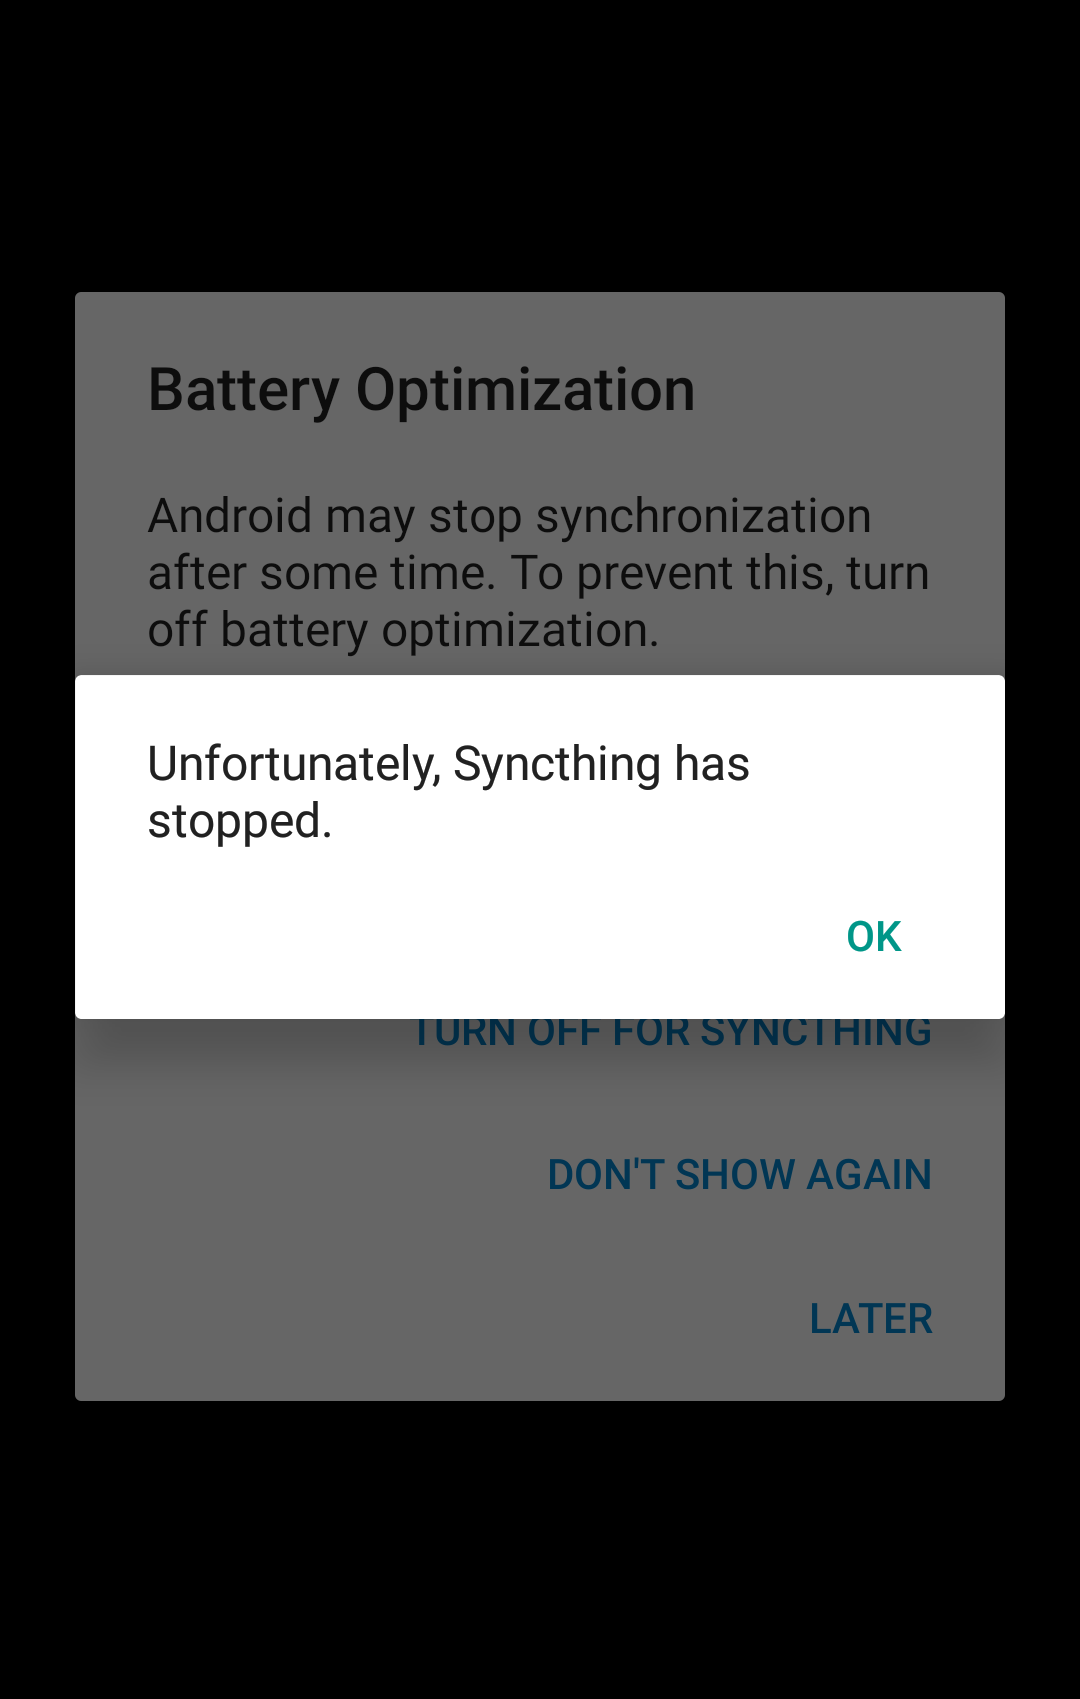 Battery Optimization
Android may stop synchronization
after some time. To prevent this, turn
off battery optimization.
Unfortunately, Syncthing has
stopped.
OK
TURN OFF FOR SYNCTHING
DON'T SHOW AGAIN
LATER